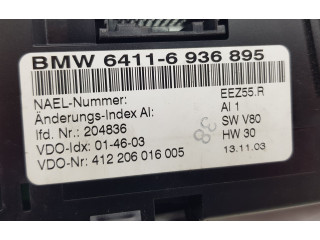 BMW 6411-6 936 895
NAEL-Nummer: EEZ55.R
Änderungs-Index AI: AI 1
lfd. Nr.: 204836 SW V80
VDO-Idx: 01-46-03 HW 30
VDO-Nr: 412 206 016 005 13.11.03
38